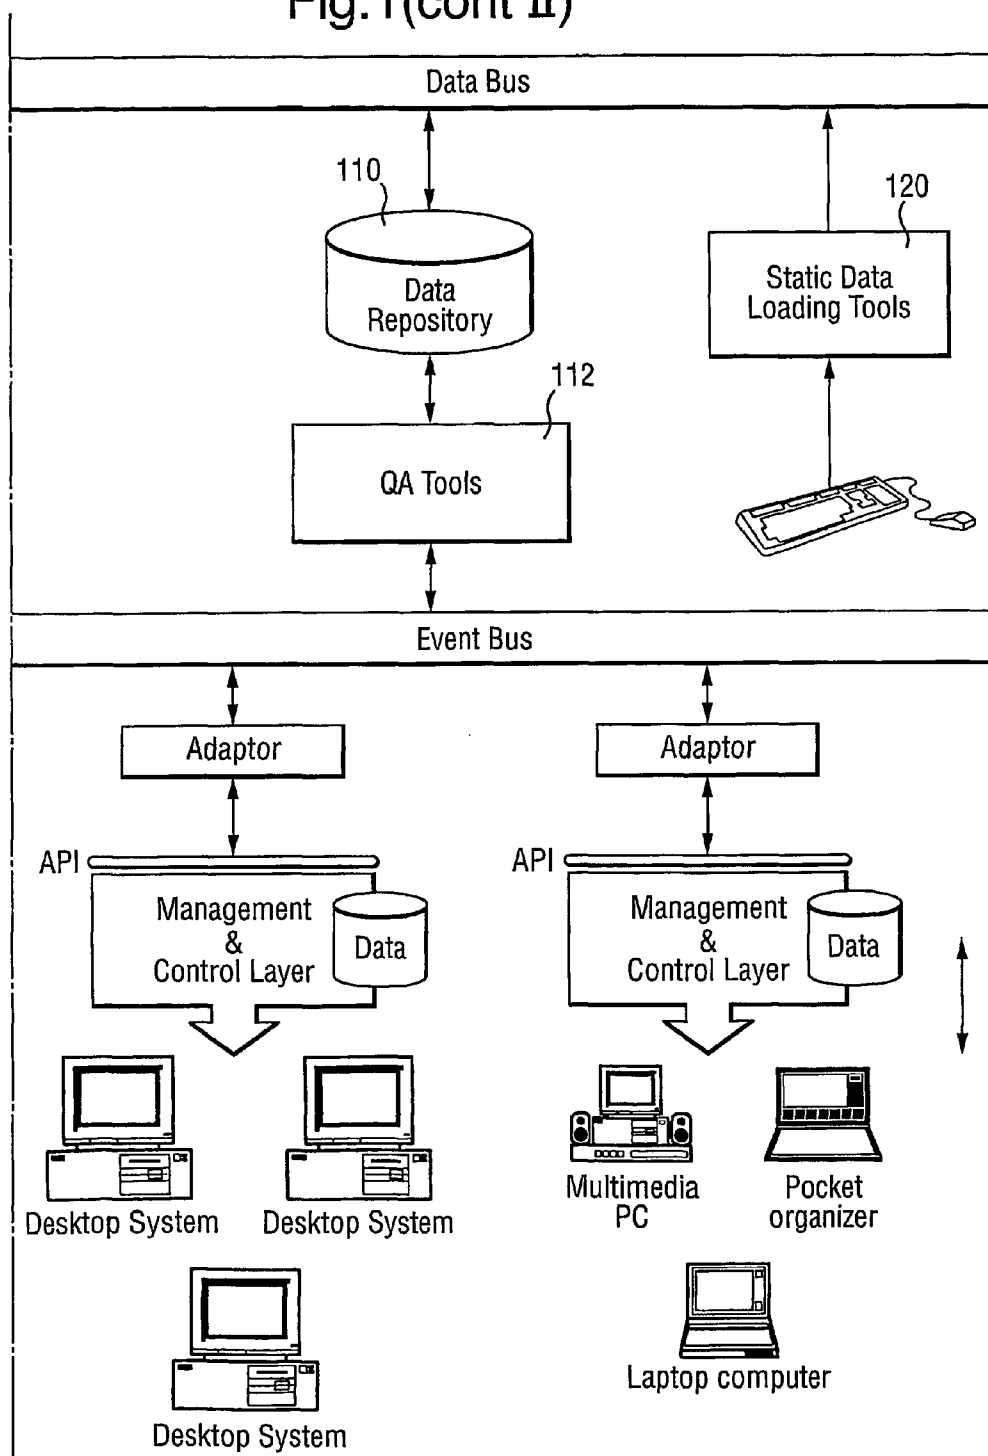 Fig.1(cont II)
Data Bus
110
120
Data
Repository
Static Data
Loading Tools
112
QA Tools
Event Bus
Adaptor
Adaptor
API
API
Management
&
Control Layer
Data
Management
&
Control Layer
Data
Desktop System
Desktop System
Multimedia
PC
Pocket
organizer
Laptop computer
Desktop System